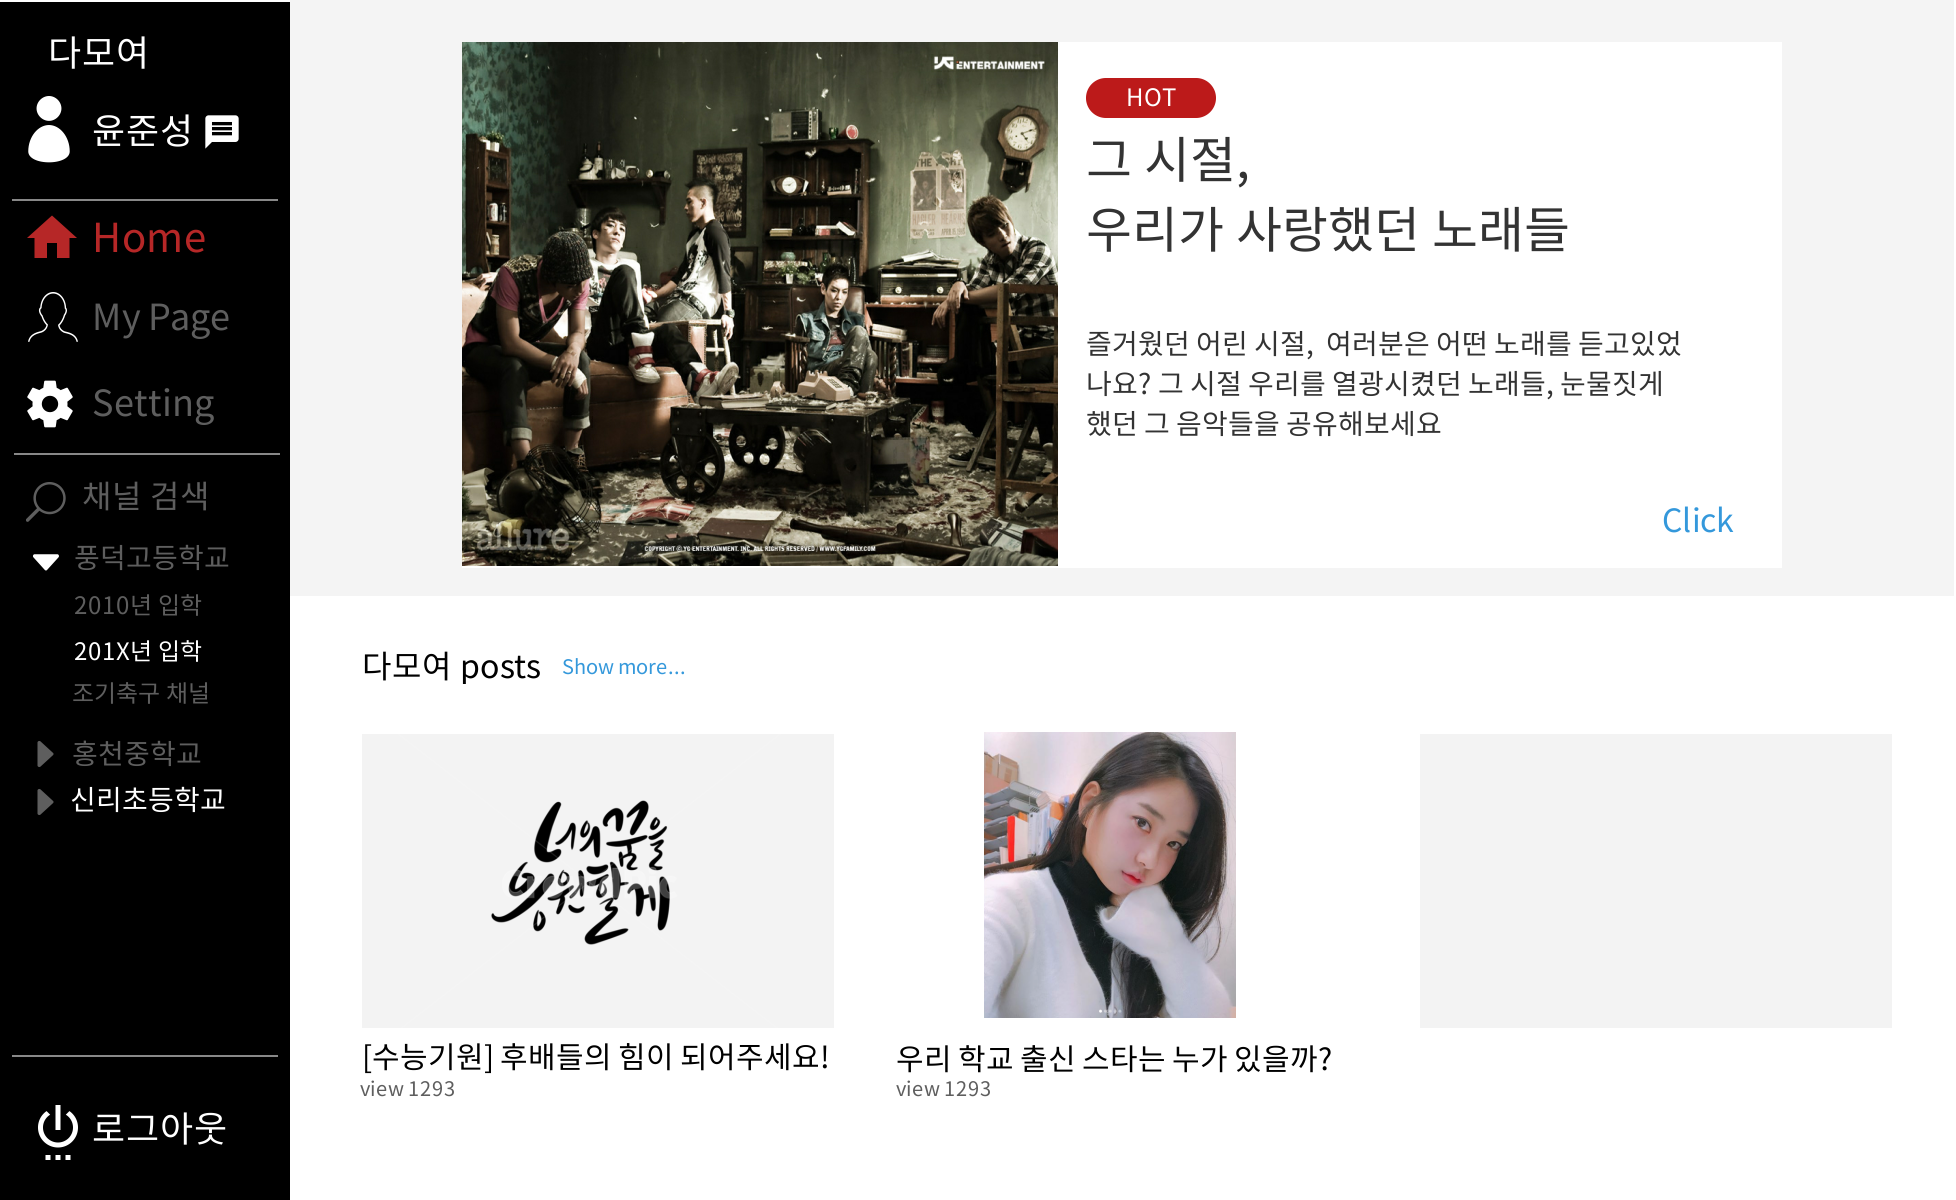 다모여
윤준성
Home
My Page
Setting
채널 검색
풍덕고등학교
2010년 입학
201X년 입학
조기축구 채널
홍천중학교
신리초등학교
로그아웃
YG ENTERTAINMENT
allure
COPYRIGHT ⓒ YG ENTERTAINMENT. INC. ALL RIGHTS RESERVED / WWW.YGFAMILY.COM
HOT
그 시절,
우리가 사랑했던 노래들
즐거웠던 어린 시절, 여러분은 어떤 노래를 듣고있었
나요? 그 시절 우리를 열광시켰던 노래들, 눈물짓게
했던 그 음악들을 공유해보세요
Click
다모여 posts
Show more...
너의 꿈을
응원할게
[수능기원] 후배들의 힘이 되어주세요!
view 1293
우리 학교 출신 스타는 누가 있을까?
view 1293